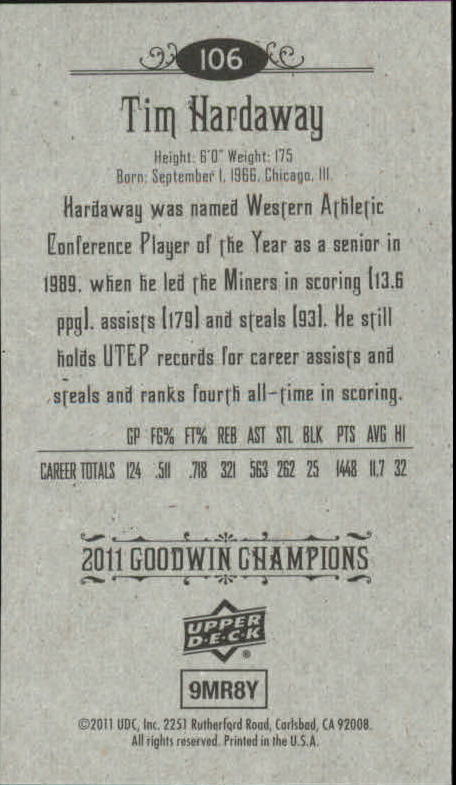 106
Tim Hardaway
Height: 6'0" Weight: 175
Born: September 1, 1966, Chicago, Ill.
Hardaway was named Western Athletic
Conference Player of the Year as a senior in
1989, when he led the Miners in scoring (13.6
ppg), assists (179) and steals (93). He still
holds UTEP records for career assists and
steals and ranks fourth all-time in scoring.
GP FG% FT% REB AST STL BLK PTS AVG HI
CAREER TOTALS 124 .511 .718 321 563 262 25 1448 11.7 32
2011 GOODWIN CHAMPIONS
UPPER
D·E·C·K
®
9MR8Y
©2011 UDC, Inc. 2251 Rutherford Road, Carlsbad, CA 92008.
All rights reserved. Printed in the U.S.A.